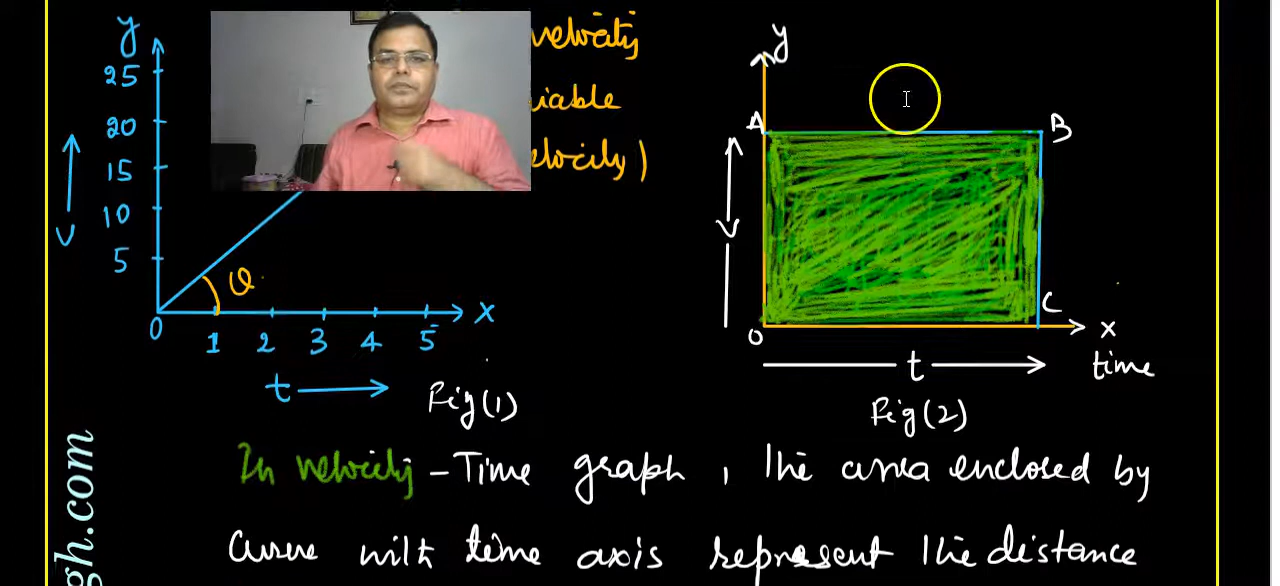 y
25
20
15
10
5
0
1 2 3 4 5
x
v
t
θ
Fig(1)
velocity
iable
elocity)
y
A
B
C
O
v
x
t
time
Fig(2)
In velocity - Time graph, the area enclosed by
curve with time axis represent the distance
gh.com